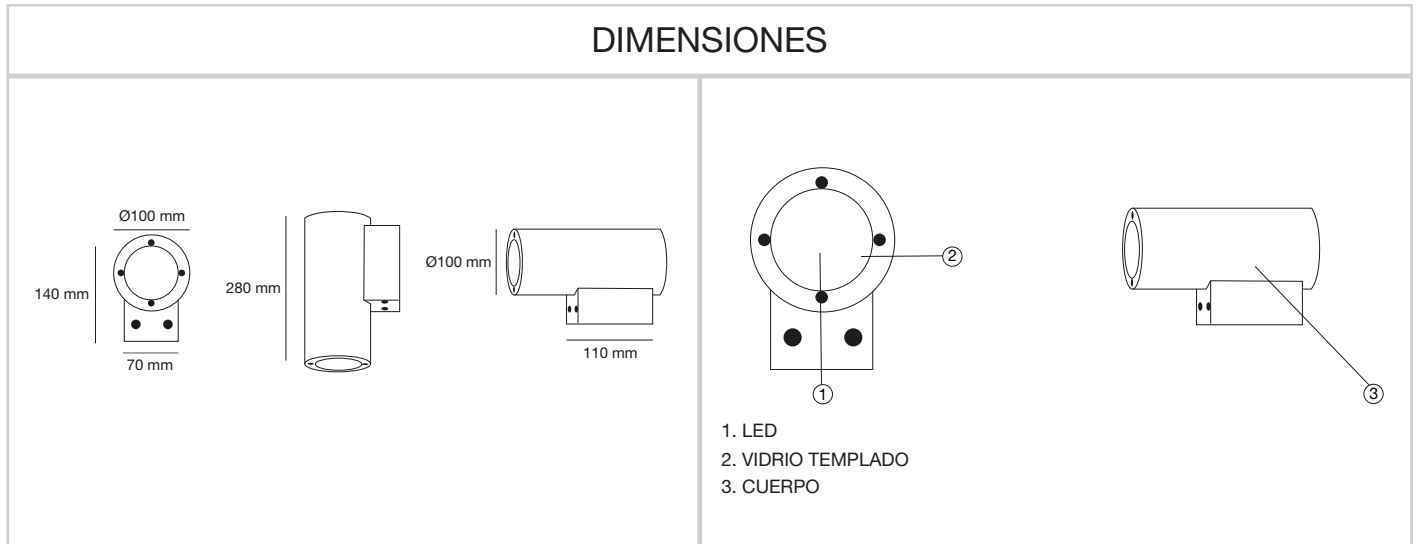 DIMENSIONES
Ø100 mm
140 mm
70 mm
280 mm
Ø100 mm
110 mm
2
1
3
1. LED
2. VIDRIO TEMPLADO
3. CUERPO